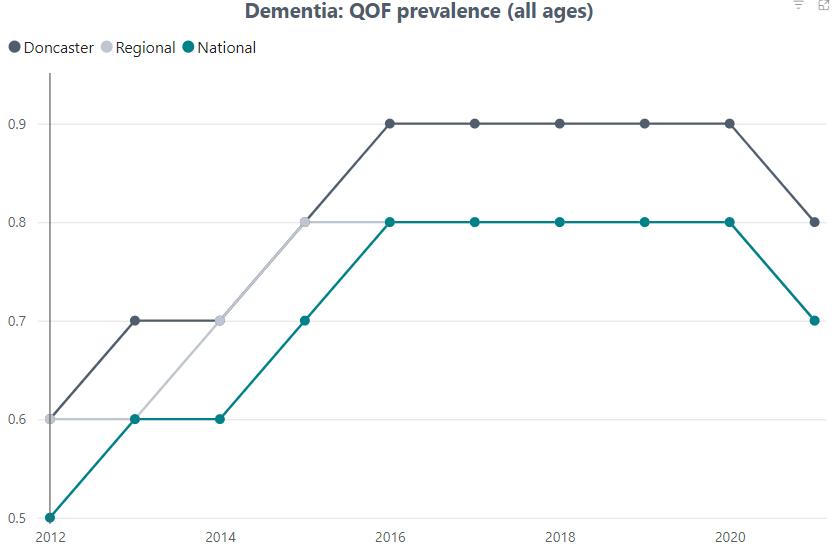 Dementia: QOF prevalence (all ages)
Doncaster Regional National
0.9
0.8
0.7
0.6
0.5
2012 2014 2016 2018 2020